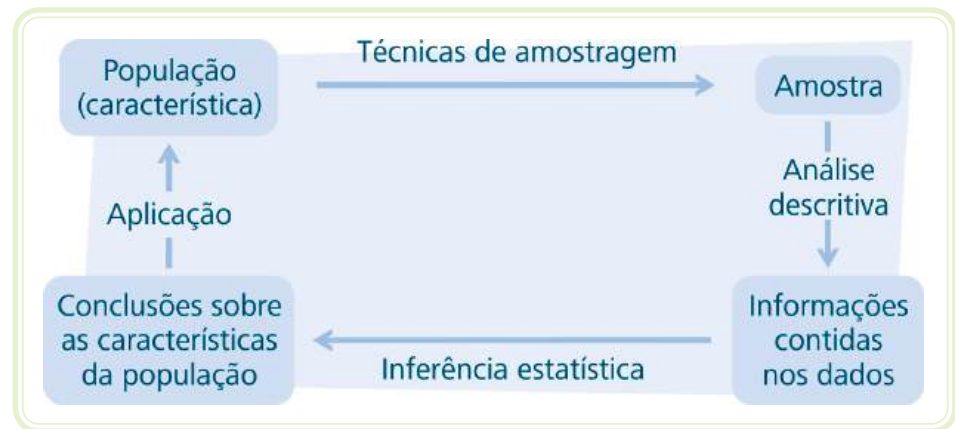 População
(característica)
Técnicas de amostragem
Amostra
Análise
descritiva
Informações
contidas
nos dados
Inferência estatística
Conclusões sobre
as características
da população
Aplicação